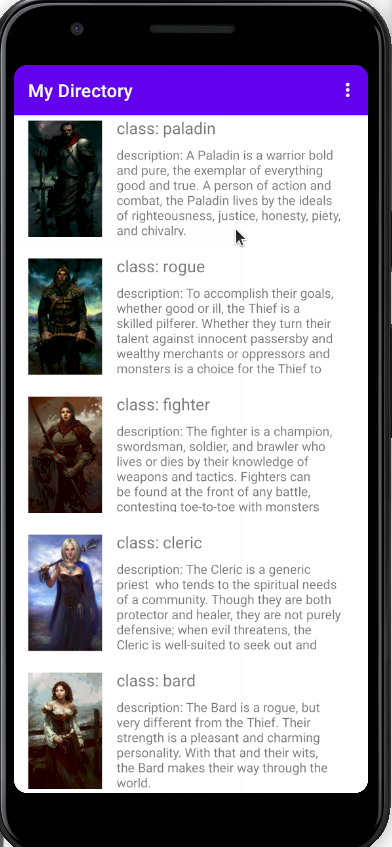 My Directory
class: paladin
description: A Paladin is a warrior bold
and pure, the exemplar of everything
good and true. A person of action and
combat, the Paladin lives by the ideals
of righteousness, justice, honesty, piety,
and chivalry.
class: rogue
description: To accomplish their goals,
whether good or ill, the Thief is a
skilled pilferer. Whether they turn their
talent against innocent passersby and
wealthy merchants or oppressors and
monsters is a choice for the Thief to
class: fighter
description: The fighter is a champion,
swordsman, soldier, and brawler who
lives or dies by their knowledge of
weapons and tactics. Fighters can
be found at the front of any battle,
contesting toe-to-toe with monsters
class: cleric
description: The Cleric is a generic
priest  who tends to the spiritual needs
of a community. Though they are both
protector and healer, they are not purely
defensive; when evil threatens, the
Cleric is well-suited to seek out and
class: bard
description: The Bard is a rogue, but
very different from the Thief. Their
strength is a pleasant and charming
personality. With that and their wits,
the Bard makes their way through the
world.